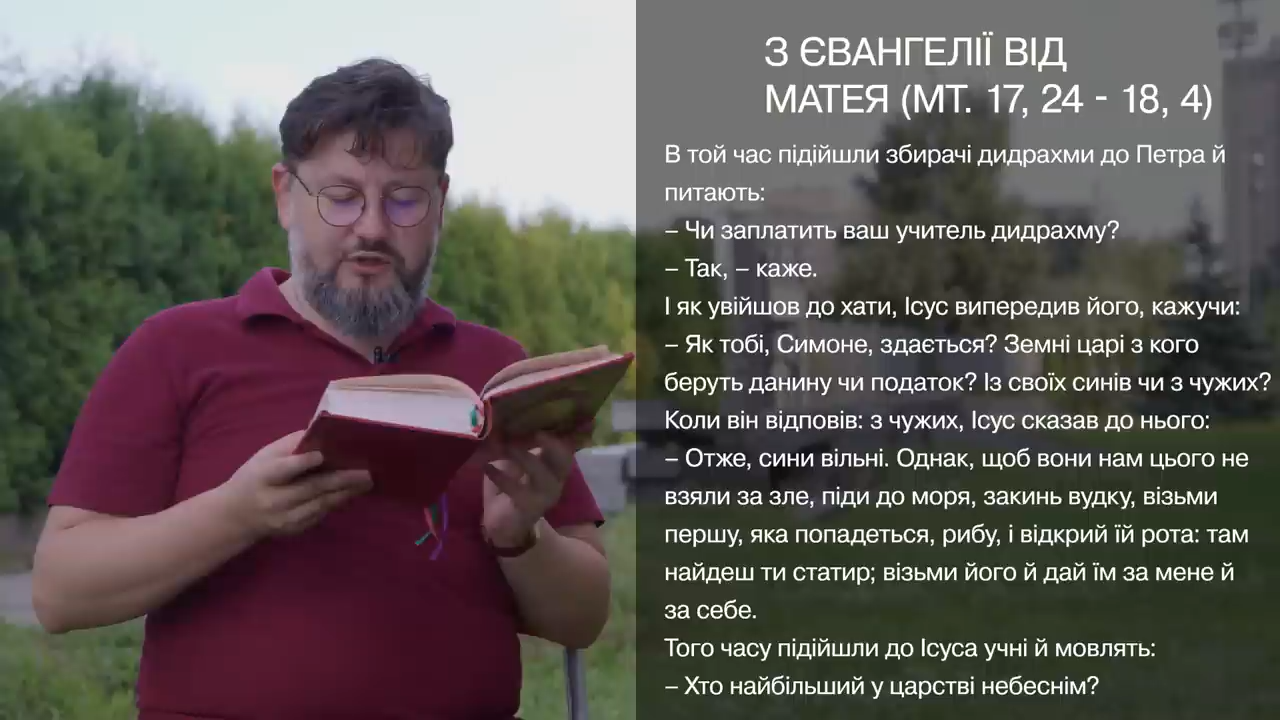 З ЄВАНГЕЛІЇ ВІД
МАТЕЯ (МТ. 17, 24 - 18, 4)
В той час підійшли збирачі дидрахми до Петра й
питають:
– Чи заплатить ваш учитель дидрахму?
– Так, – каже.
І як увійшов до хати, Ісус випередив його, кажучи:
– Як тобі, Симоне, здається? Земні царі з кого
беруть данину чи податок? Із своїх синів чи з чужих?
Коли він відповів: з чужих, Ісус сказав до нього:
– Отже, сини вільні. Однак, щоб вони нам цього не
взяли за зле, піди до моря, закинь вудку, візьми
першу, яка попадеться, рибу, і відкрий їй рота: там
найдеш ти статир; візьми його й дай їм за мене й
за себе.
Того часу підійшли до Ісуса учні й мовлять:
– Хто найбільший у царстві небеснім?